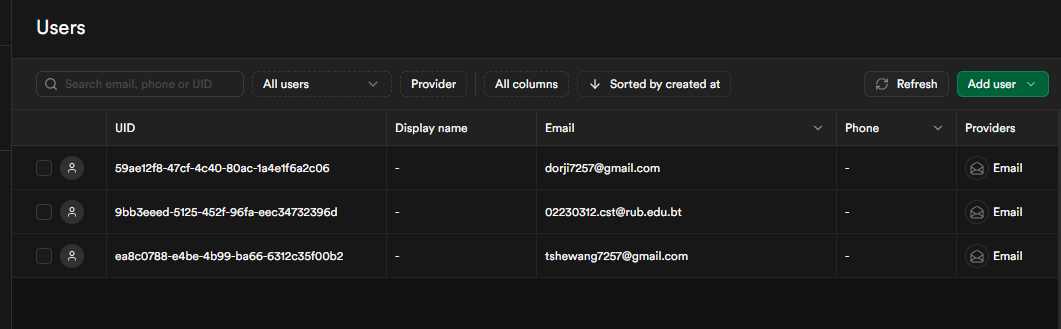 Users
Search email, phone or UID All users Provider All columns Sorted by created at Refresh Add user
UID Display name Email Phone Providers
59ae12f8-47cf-4c40-80ac-1a4e1f6a2c06 - dorji7257@gmail.com - Email
9bb3eeed-5125-452f-96fa-eec34732396d - 02230312.cst@rub.edu.bt - Email
ea8c0788-e4be-4b99-ba66-6312c35f00b2 - tshewang7257@gmail.com - Email